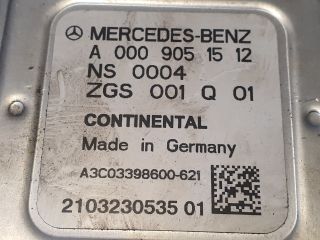 MERCEDES-BENZ
A 000 905 15 12
NS 0004
ZGS 001 Q 01
CONTINENTAL
Made in Germany
A3C03398600-621
2103230535 01